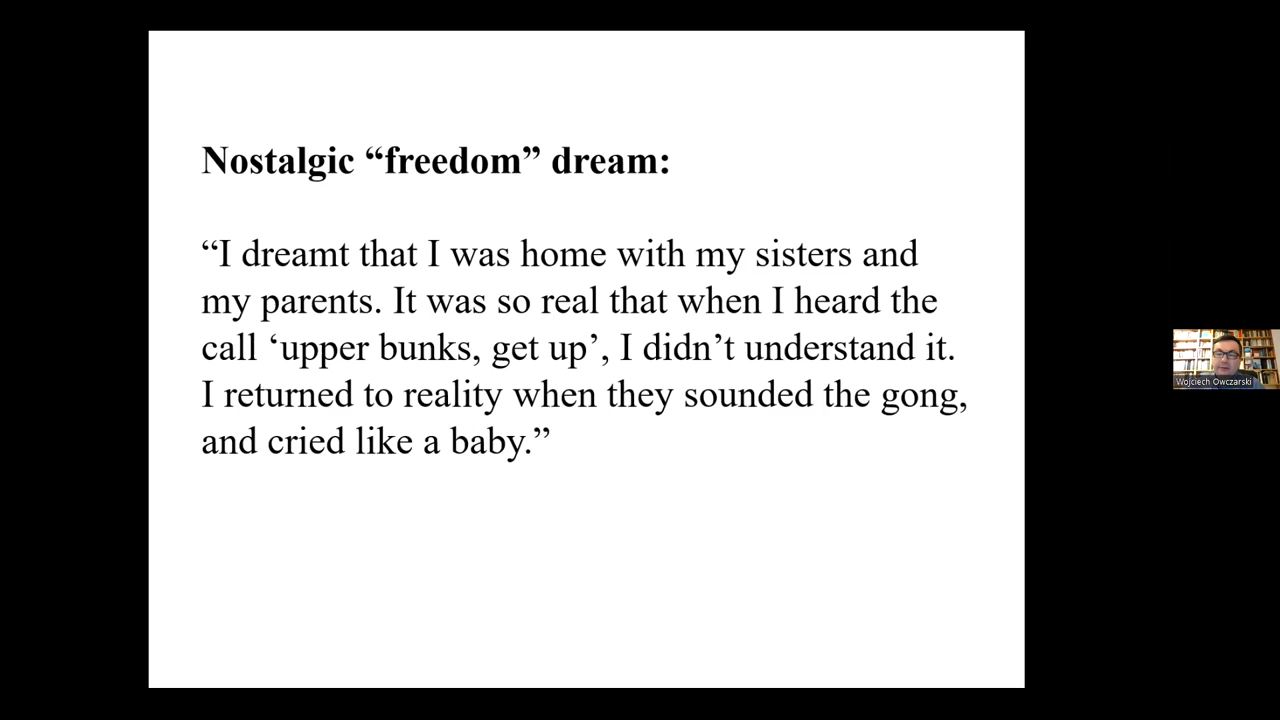 Nostalgic “freedom” dream:
“I dreamt that I was home with my sisters and
my parents. It was so real that when I heard the
call ‘upper bunks, get up’, I didn’t understand it.
I returned to reality when they sounded the gong,
and cried like a baby.”
Wojciech Owczarski